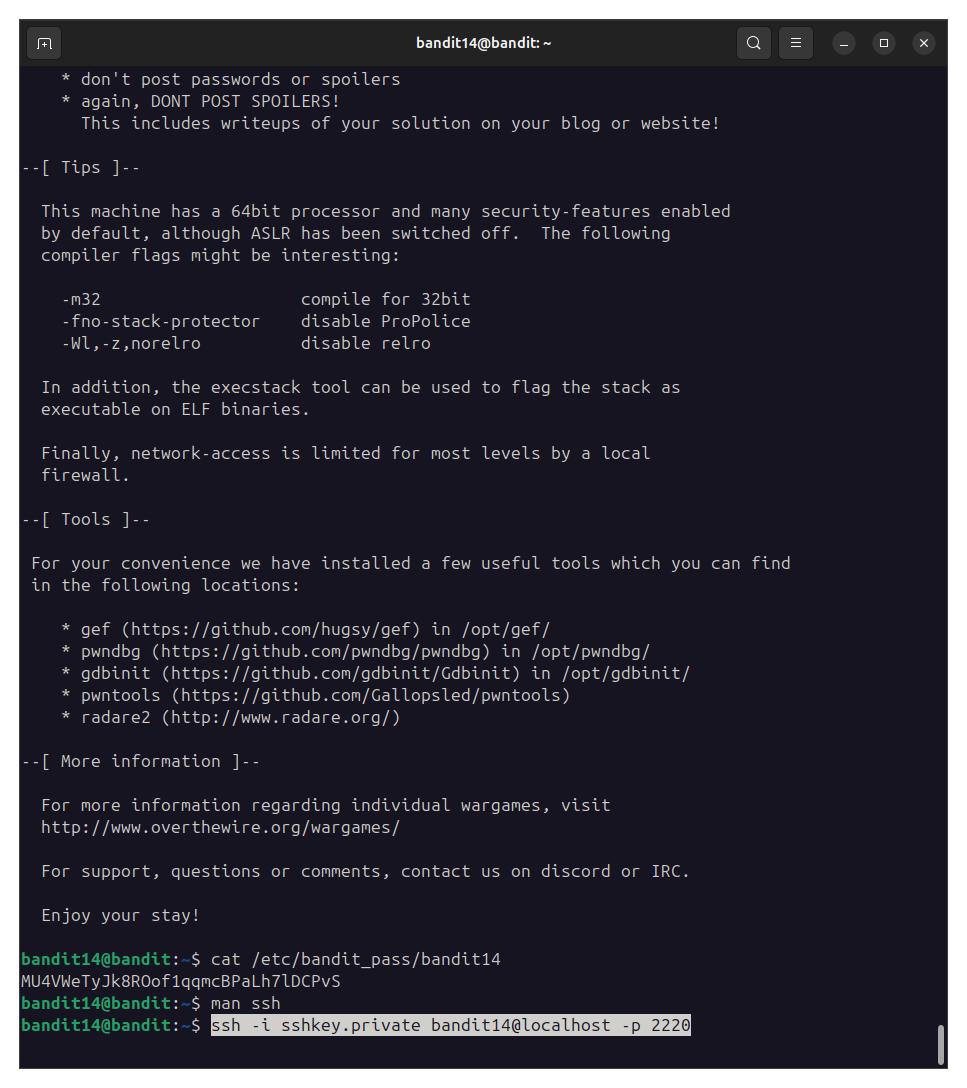 bandit14@bandit: ~
* don't post passwords or spoilers
* again, DONT POST SPOILERS!
This includes writeups of your solution on your blog or website!
--[ Tips ]--
This machine has a 64bit processor and many security-features enabled
by default, although ASLR has been switched off.  The following
compiler flags might be interesting:
-m32                    compile for 32bit
-fno-stack-protector    disable ProPolice
-Wl,-z,norelro          disable relro
In addition, the execstack tool can be used to flag the stack as
executable on ELF binaries.
Finally, network-access is limited for most levels by a local
firewall.
--[ Tools ]--
For your convenience we have installed a few useful tools which you can find
in the following locations:
* gef (https://github.com/hugsy/gef) in /opt/gef/
* pwndbg (https://github.com/pwndbg/pwndbg) in /opt/pwndbg/
* gdbinit (https://github.com/gdbinit/Gdbinit) in /opt/gdbinit/
* pwntools (https://github.com/Gallopsled/pwntools)
* radare2 (http://www.radare.org/)
--[ More information ]--
For more information regarding individual wargames, visit
http://www.overthewire.org/wargames/
For support, questions or comments, contact us on discord or IRC.
Enjoy your stay!
bandit14@bandit:~$ cat /etc/bandit_pass/bandit14
MU4VWeTyJk8ROof1qqmcBPaLh7lDCPvS
bandit14@bandit:~$ man ssh
bandit14@bandit:~$ ssh -i sshkey.private bandit14@localhost -p 2220